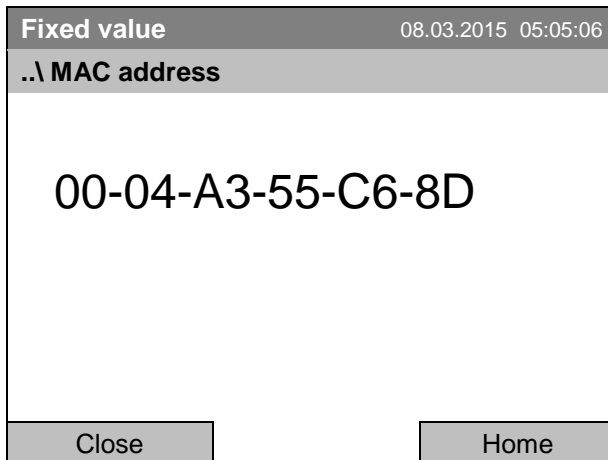 Fixed value 08.03.2015 05:05:06
..\ MAC address
00-04-A3-55-C6-8D
Close Home